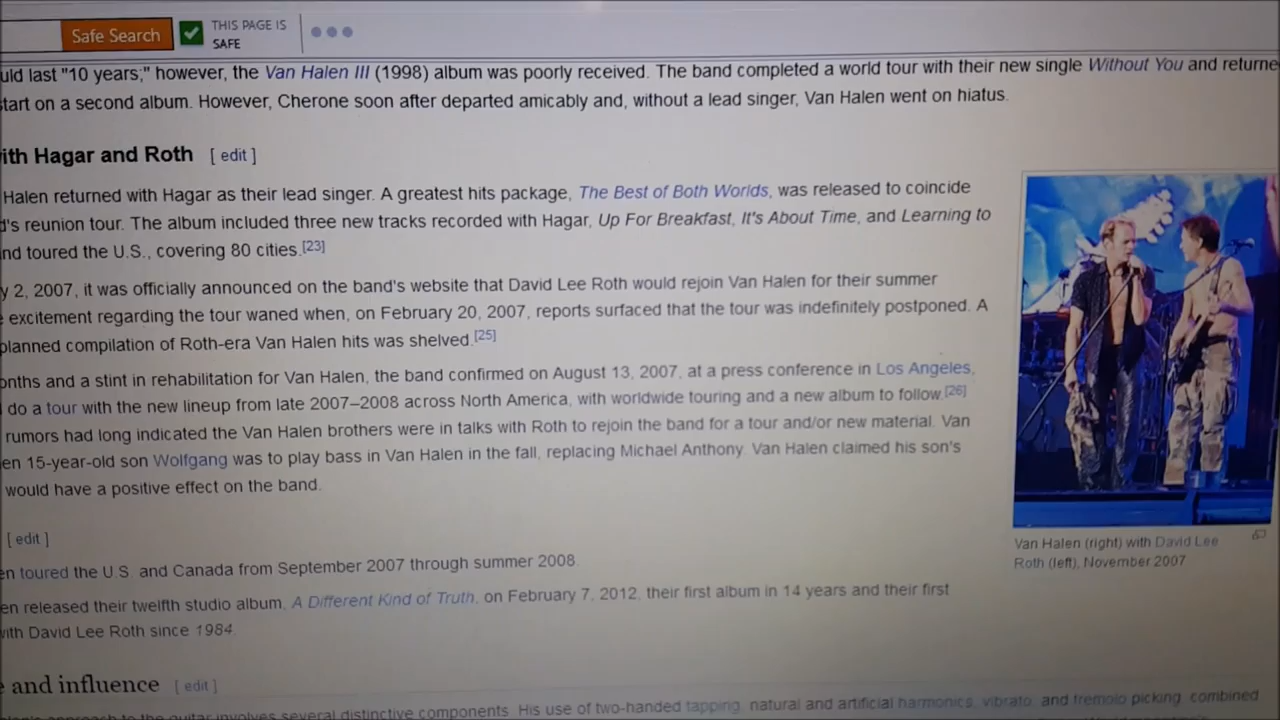 Safe Search
THIS PAGE IS
SAFE
uld last "10 years;" however, the Van Halen III (1998) album was poorly received. The band completed a world tour with their new single Without You and returne
tart on a second album. However, Cherone soon after departed amicably and, without a lead singer, Van Halen went on hiatus.
ith Hagar and Roth [ edit ]
Halen returned with Hagar as their lead singer. A greatest hits package, The Best of Both Worlds, was released to coincide
d's reunion tour. The album included three new tracks recorded with Hagar, Up For Breakfast, It's About Time, and Learning to
nd toured the U.S., covering 80 cities.[23]
y 2, 2007, it was officially announced on the band's website that David Lee Roth would rejoin Van Halen for their summer
e excitement regarding the tour waned when, on February 20, 2007, reports surfaced that the tour was indefinitely postponed. A
planned compilation of Roth-era Van Halen hits was shelved.[25]
onths and a stint in rehabilitation for Van Halen, the band confirmed on August 13, 2007, at a press conference in Los Angeles,
do a tour with the new lineup from late 2007–2008 across North America, with worldwide touring and a new album to follow.[26]
rumors had long indicated the Van Halen brothers were in talks with Roth to rejoin the band for a tour and/or new material. Van
en 15-year-old son Wolfgang was to play bass in Van Halen in the fall, replacing Michael Anthony. Van Halen claimed his son's
would have a positive effect on the band.
[ edit ]
en toured the U.S. and Canada from September 2007 through summer 2008.
en released their twelfth studio album, A Different Kind of Truth, on February 7, 2012, their first album in 14 years and their first
with David Lee Roth since 1984.
Van Halen (right) with David Lee
Roth (left), November 2007
e and influence [ edit ]
approach to the guitar involves several distinctive components. His use of two-handed tapping, natural and artificial harmonics, vibrato, and tremolo picking, combined